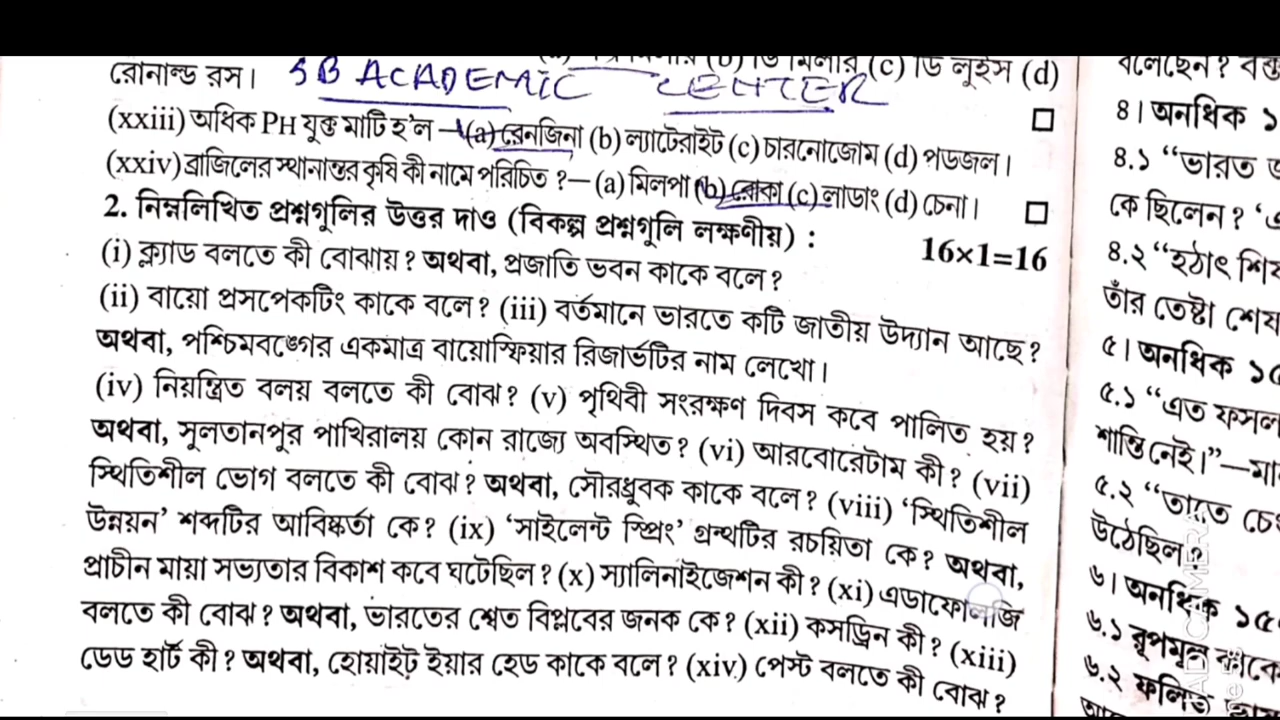 (b) ডি মিলার (c) ডি লুইস (d)
রোনাল্ড রস। SB ACADEMIC CENTER
(xxiii) অধিক PH যুক্ত মাটি হ'ল —(a) রেনজিনা (b) ল্যাটেরাইট (c) চারনোজোম (d) পডজল।
(xxiv) ব্রাজিলের স্থানান্তর কৃষি কী নামে পরিচিত ?— (a) মিলপা (b) রোকা (c) লাডাং (d) চেনা।
2. নিম্নলিখিত প্রশ্নগুলির উত্তর দাও (বিকল্প প্রশ্নগুলি লক্ষণীয়) : 16×1=16
(i) ক্ল্যাড বলতে কী বোঝায়? অথবা, প্রজাতি ভবন কাকে বলে?
(ii) বায়ো প্রসপেকটিং কাকে বলে? (iii) বর্তমানে ভারতে কটি জাতীয় উদ্যান আছে?
অথবা, পশ্চিমবঙ্গের একমাত্র বায়োস্ফিয়ার রিজার্ভটির নাম লেখো।
(iv) নিয়ন্ত্রিত বলয় বলতে কী বোঝ? (v) পৃথিবী সংরক্ষণ দিবস কবে পালিত হয়?
অথবা, সুলতানপুর পাখিরালয় কোন রাজ্যে অবস্থিত? (vi) আরবোরেটাম কী? (vii)
স্থিতিশীল ভোগ বলতে কী বোঝ? অথবা, সৌরধ্রুবক কাকে বলে? (viii) 'স্থিতিশীল
উন্নয়ন' শব্দটির আবিষ্কর্তা কে? (ix) 'সাইলেন্ট স্প্রিং' গ্রন্থটির রচয়িতা কে? অথবা,
প্রাচীন মায়া সভ্যতার বিকাশ কবে ঘটেছিল? (x) স্যালিনাইজেশন কী? (xi) এডাফোলজি
বলতে কী বোঝ? অথবা, ভারতের শ্বেত বিপ্লবের জনক কে? (xii) কসড্রিন কী? (xiii)
ডেড হার্ট কী? অথবা, হোয়াইট ইয়ার হেড কাকে বলে? (xiv) পেস্ট বলতে কী বোঝ?
বলেছেন?
৪। অনধিক ১
৪.১ "ভারত
কে ছিলেন?
৪.২ "হঠাৎ
তাঁর তেষ্টা
৫। অনধিক ১৫
৫.১ "এত ফসল
শান্তি নেই।"—
৫.২ "তাতে
উঠেছিল?
৬। অনধিক ১৫
৬.১ রূপমূল কাকে
৬.২ ফলিত